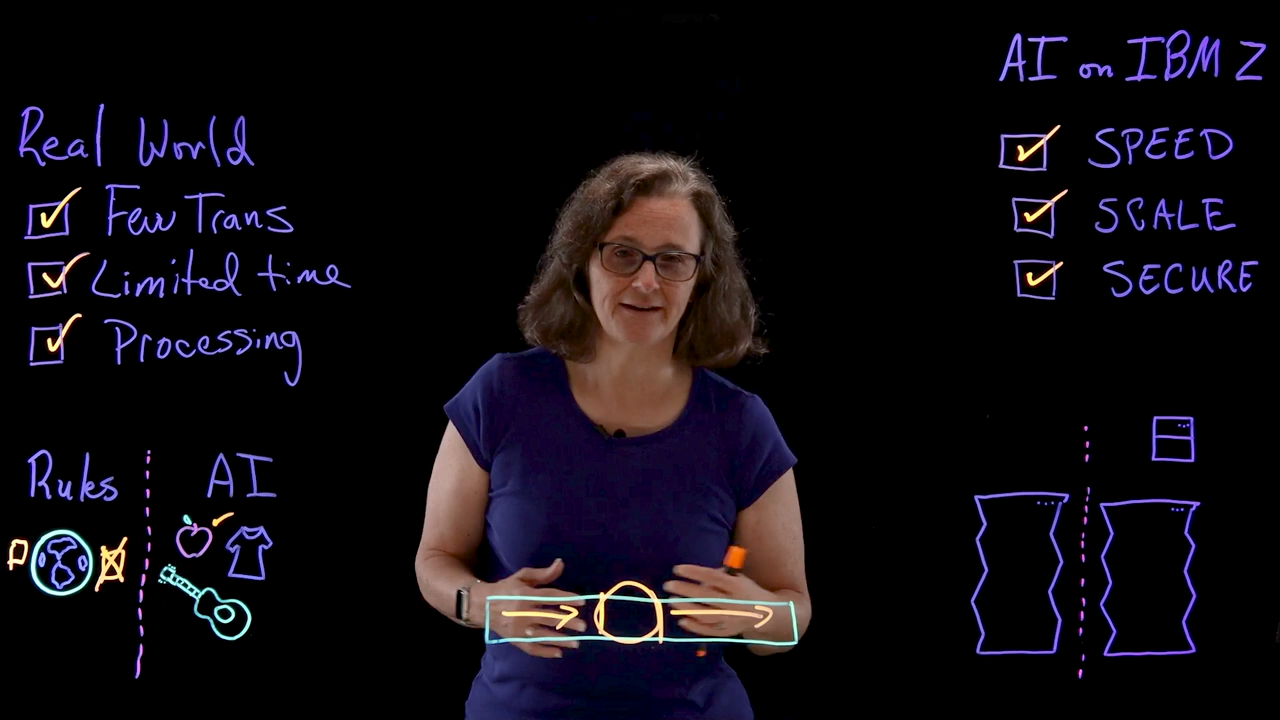 Real World
Few Trans
Limited time
Processing
Rules
AI
AI on IBM Z
SPEED
SCALE
SECURE